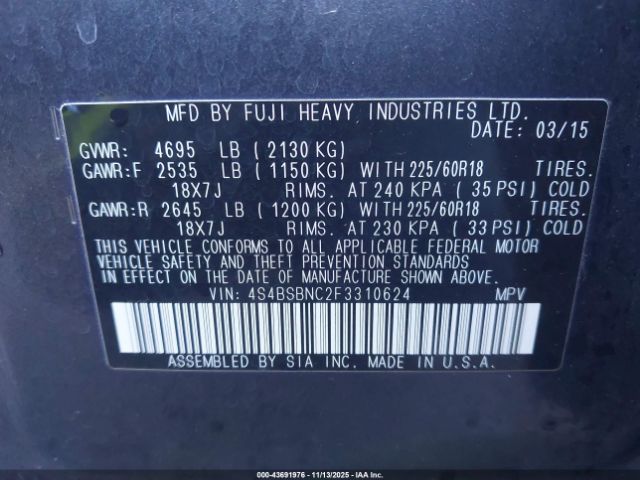 MFD BY FUJI HEAVY INDUSTRIES LTD.
DATE: 03/15
GVWR: 4695 LB ( 2130 KG)
GAWR:F 2535 LB ( 1150 KG) WITH 225/60R18 TIRES.
18X7J RIMS. AT 240 KPA ( 35 PSI) COLD
GAWR:R 2645 LB ( 1200 KG) WITH 225/60R18 TIRES.
18X7J RIMS. AT 230 KPA ( 33 PSI) COLD
THIS VEHICLE CONFORMS TO ALL APPLICABLE FEDERAL MOTOR
VEHICLE SAFETY AND THEFT PREVENTION STANDARDS
IN EFFECT ON THE DATE OF MANUFACTURE SHOWN ABOVE.
VIN: 4S4BSBNC2F3310624 MPV
ASSEMBLED BY SIA INC. MADE IN U.S.A.
000-43691976 - 11/13/2025 - IAAI.com